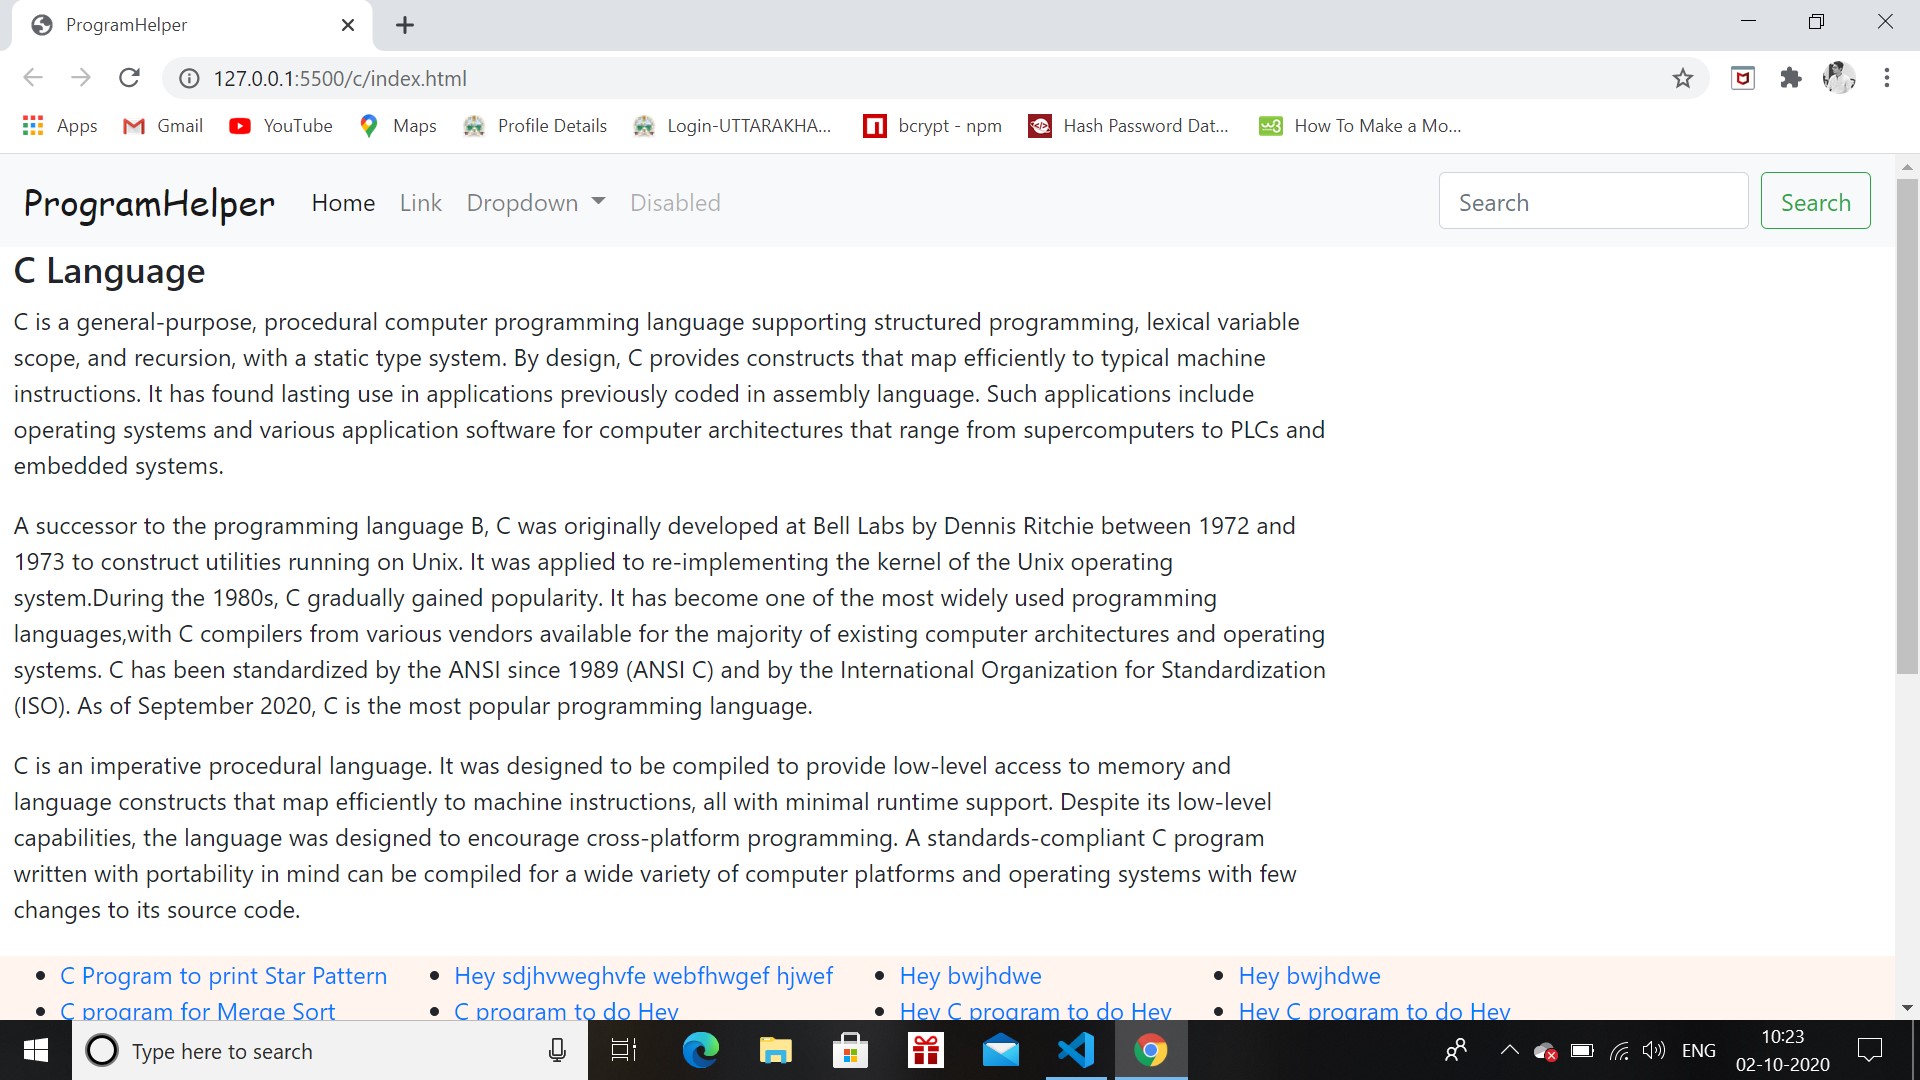 ProgramHelper
127.0.0.1:5500/c/index.html
Apps Gmail YouTube Maps Profile Details Login-UTTARAKHA... bcrypt - npm Hash Password Dat... How To Make a Mo...
ProgramHelper Home Link Dropdown Disabled Search Search
C Language
C is a general-purpose, procedural computer programming language supporting structured programming, lexical variable
scope, and recursion, with a static type system. By design, C provides constructs that map efficiently to typical machine
instructions. It has found lasting use in applications previously coded in assembly language. Such applications include
operating systems and various application software for computer architectures that range from supercomputers to PLCs and
embedded systems.
A successor to the programming language B, C was originally developed at Bell Labs by Dennis Ritchie between 1972 and
1973 to construct utilities running on Unix. It was applied to re-implementing the kernel of the Unix operating
system.During the 1980s, C gradually gained popularity. It has become one of the most widely used programming
languages,with C compilers from various vendors available for the majority of existing computer architectures and operating
systems. C has been standardized by the ANSI since 1989 (ANSI C) and by the International Organization for Standardization
(ISO). As of September 2020, C is the most popular programming language.
C is an imperative procedural language. It was designed to be compiled to provide low-level access to memory and
language constructs that map efficiently to machine instructions, all with minimal runtime support. Despite its low-level
capabilities, the language was designed to encourage cross-platform programming. A standards-compliant C program
written with portability in mind can be compiled for a wide variety of computer platforms and operating systems with few
changes to its source code.
C Program to print Star Pattern Hey sdjhvweghvfe webfhwgef hjwef Hey bwjhdwe Hey bwjhdwe
C program for Merge Sort C program to do Hey Hey C program to do Hey Hey C program to do Hey
Type here to search ENG 10:23
02-10-2020